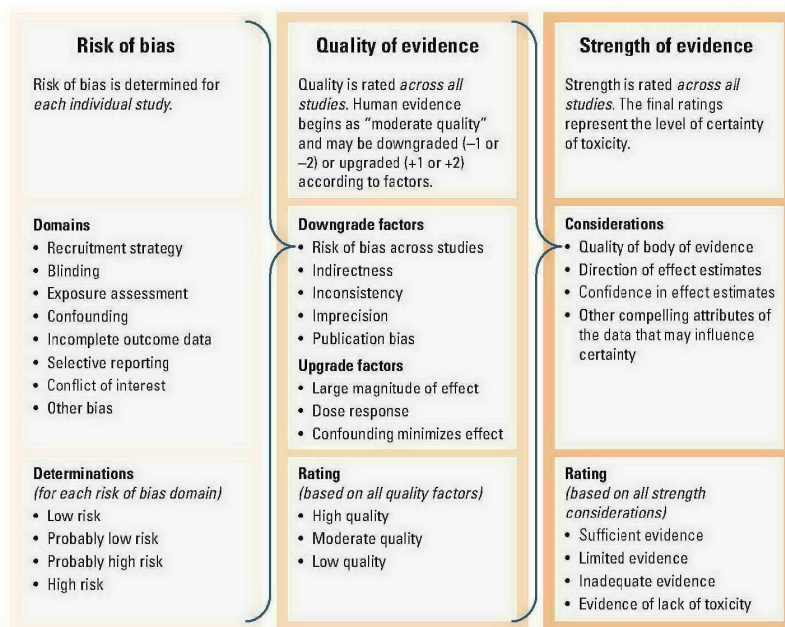 Risk of bias
Risk of bias is determined for
each individual study.
Domains
• Recruitment strategy
• Blinding
• Exposure assessment
• Confounding
• Incomplete outcome data
• Selective reporting
• Conflict of interest
• Other bias
Determinations
(for each risk of bias domain)
• Low risk
• Probably low risk
• Probably high risk
• High risk
Quality of evidence
Quality is rated across all
studies. Human evidence
begins as “moderate quality”
and may be downgraded (–1 or
–2) or upgraded (+1 or +2)
according to factors.
Downgrade factors
• Risk of bias across studies
• Indirectness
• Inconsistency
• Imprecision
• Publication bias
Upgrade factors
• Large magnitude of effect
• Dose response
• Confounding minimizes effect
Rating
(based on all quality factors)
• High quality
• Moderate quality
• Low quality
Strength of evidence
Strength is rated across all
studies. The final ratings
represent the level of certainty
of toxicity.
Considerations
• Quality of body of evidence
• Direction of effect estimates
• Confidence in effect estimates
• Other compelling attributes of
the data that may influence
certainty
Rating
(based on all strength
considerations)
• Sufficient evidence
• Limited evidence
• Inadequate evidence
• Evidence of lack of toxicity